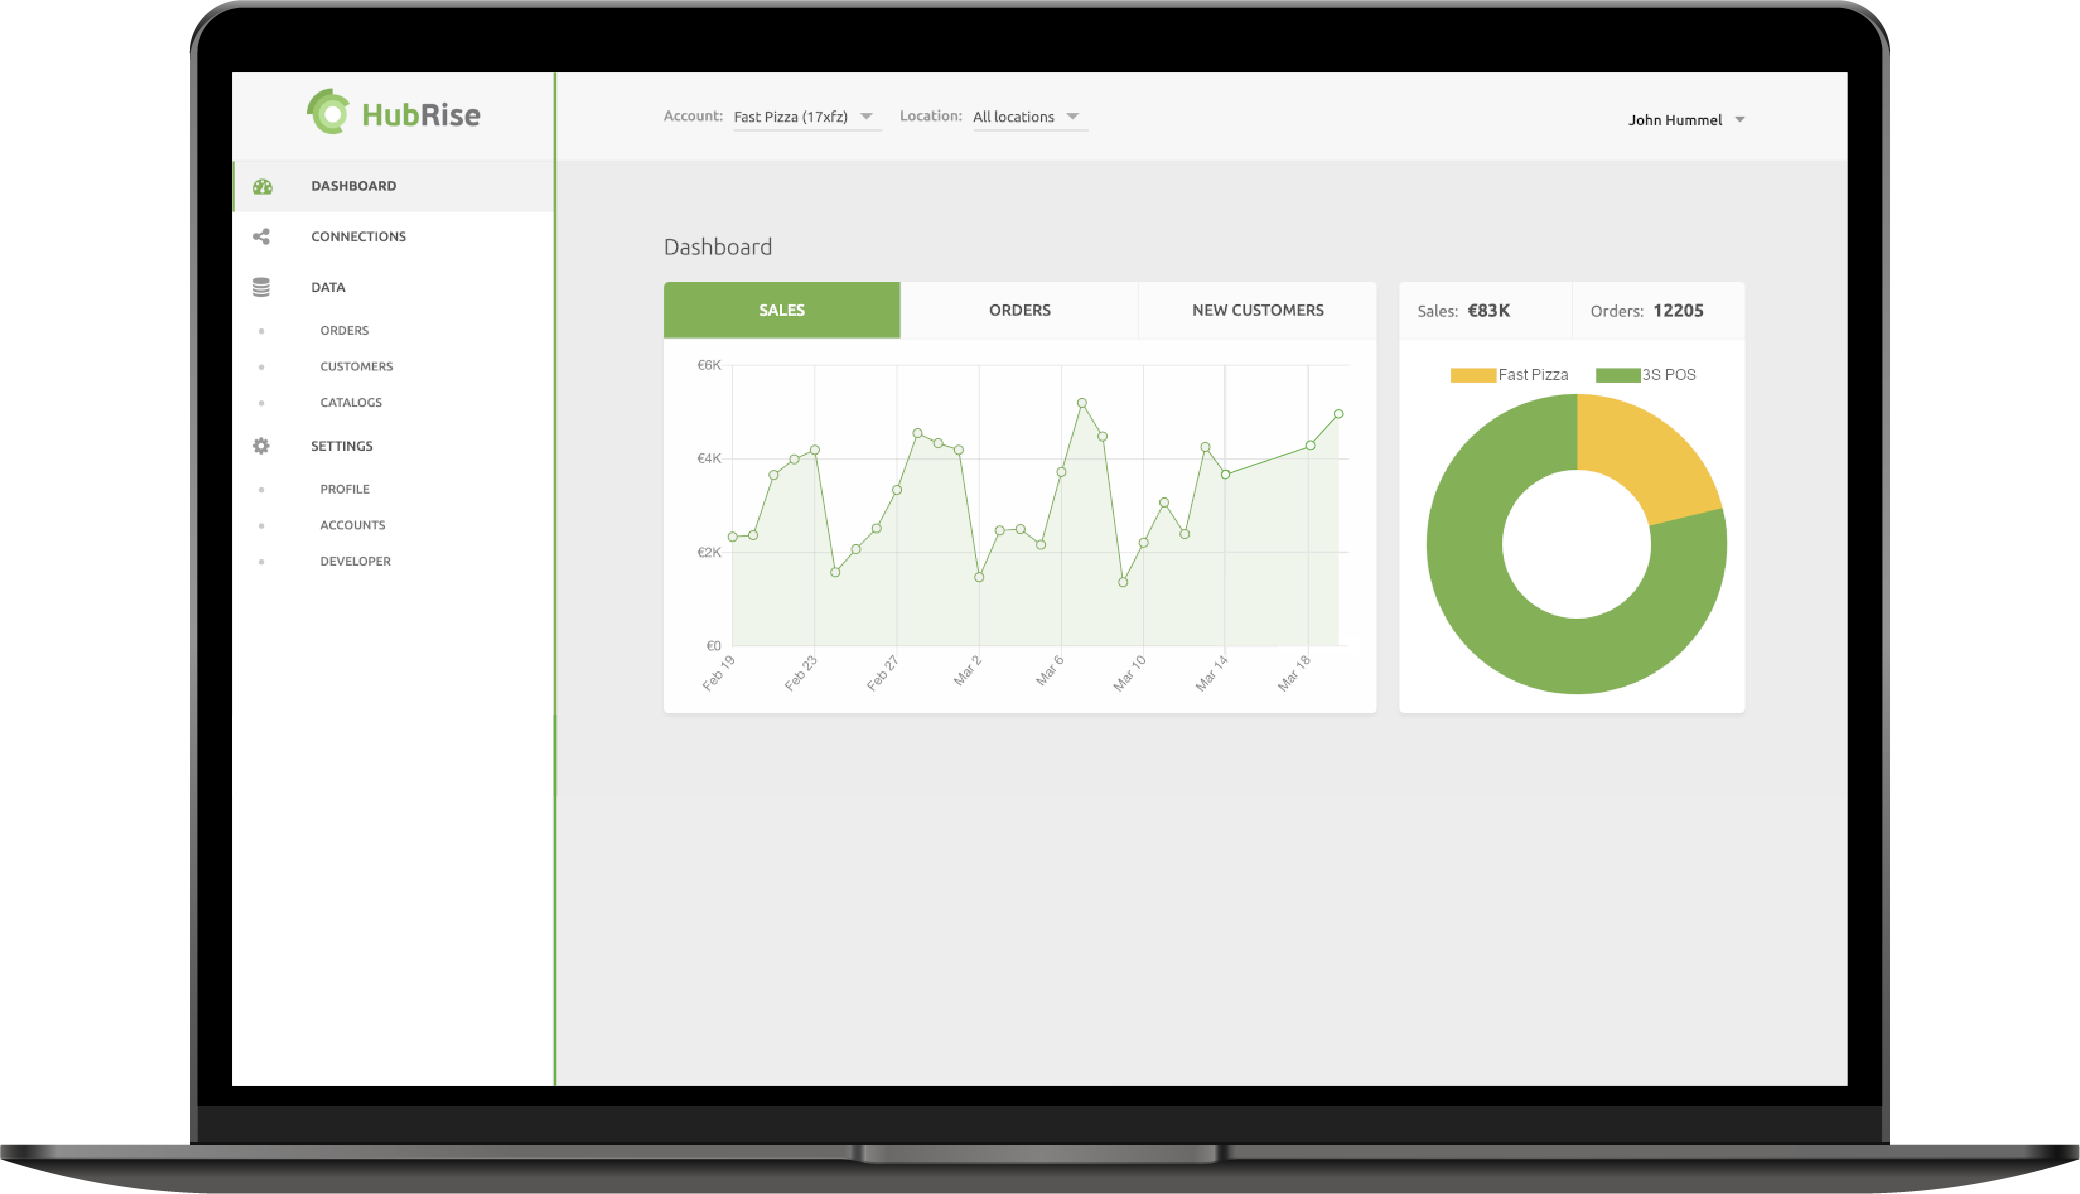 HubRise
Account: Fast Pizza (17xfz) Location: All locations
John Hummel
DASHBOARD
CONNECTIONS
DATA
ORDERS
CUSTOMERS
CATALOGS
SETTINGS
PROFILE
ACCOUNTS
DEVELOPER
Dashboard
SALES ORDERS NEW CUSTOMERS
€6K
€4K
€2K
€0
Feb 19 Feb 23 Feb 27 Mar 2 Mar 6 Mar 10 Mar 14 Mar 18
Sales: €83K Orders: 12205
Fast Pizza 3S POS